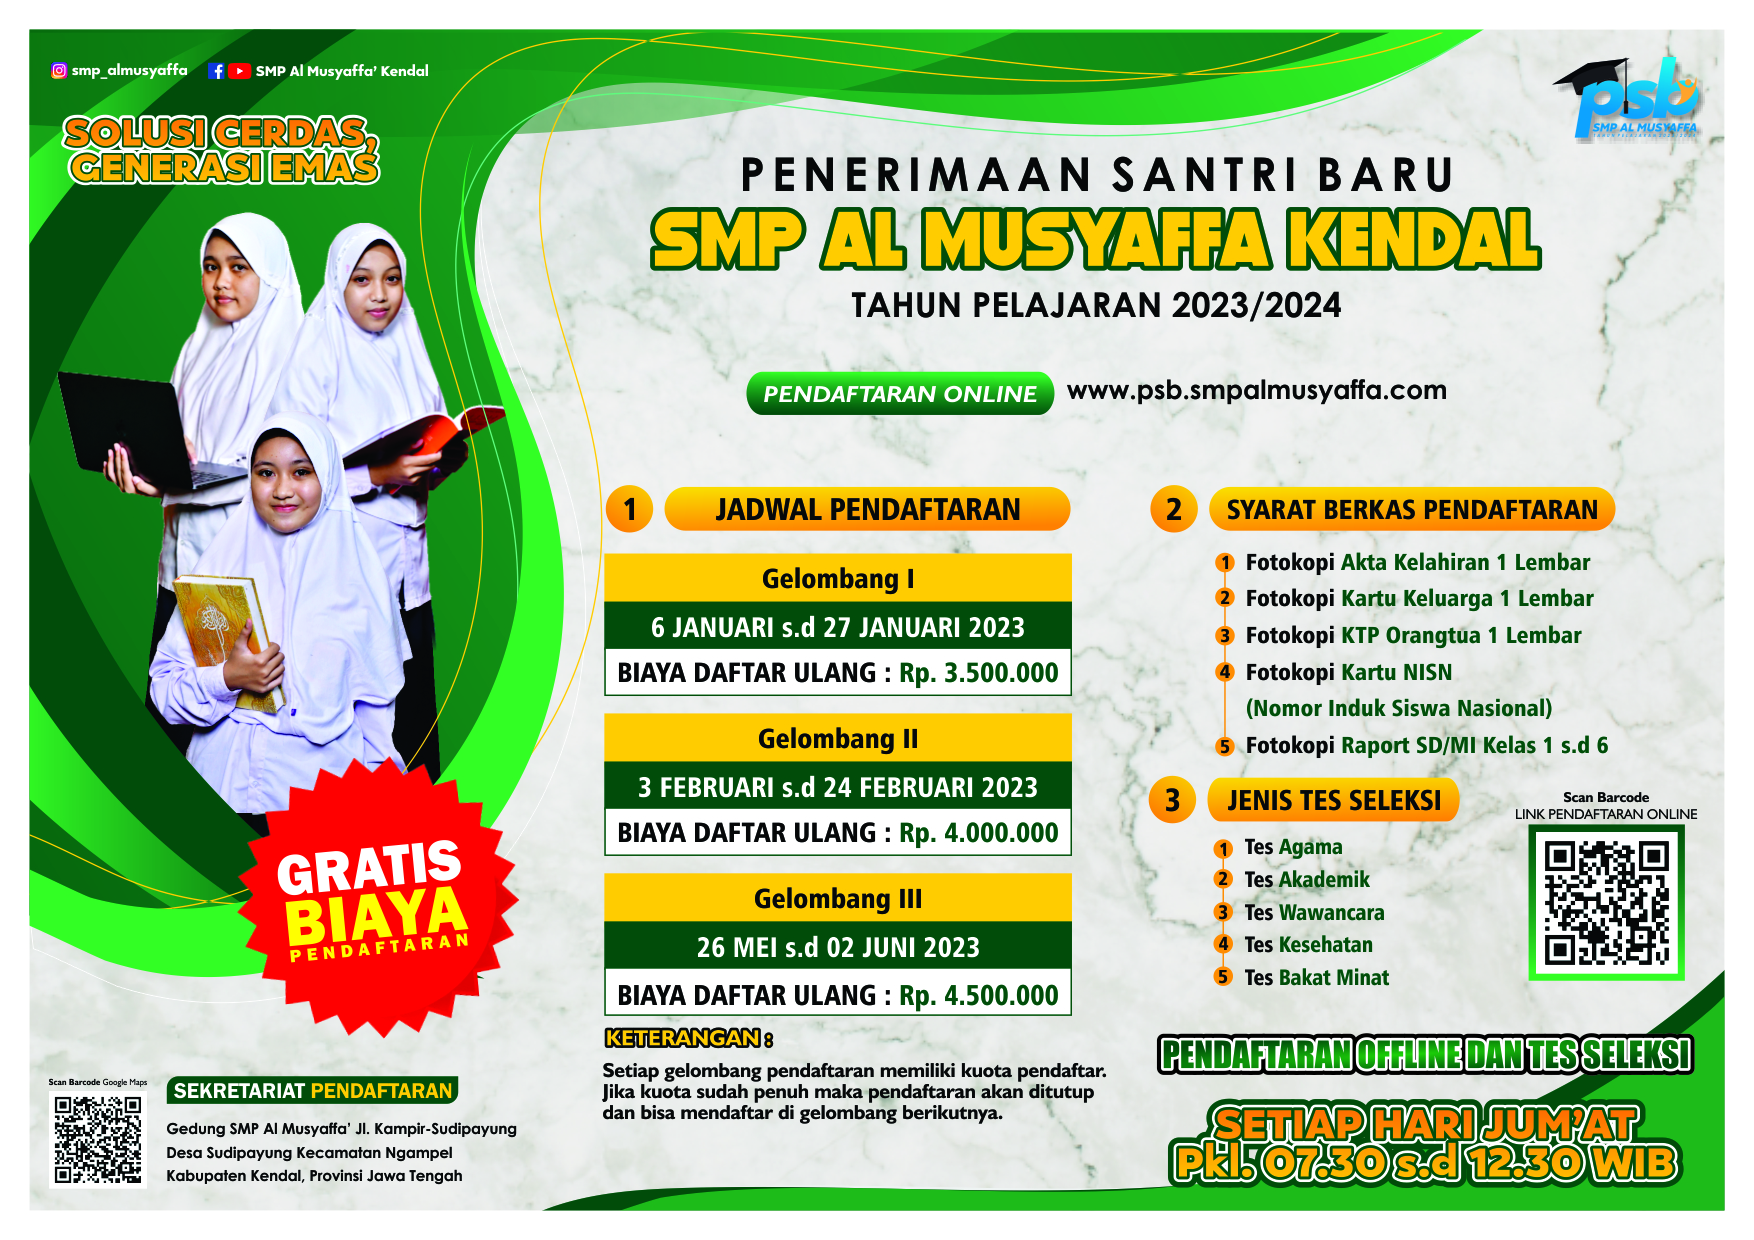 smp_almusyaffa
SMP Al Musyaffa' Kendal
SOLUSI CERDAS,
GENERASI EMAS
psb
SMP AL MUSYAFFA
PENERIMAAN SANTRI BARU
SMP AL MUSYAFFA KENDAL
TAHUN PELAJARAN 2023/2024
PENDAFTARAN ONLINE www.psb.smpalmusyaffa.com
1 JADWAL PENDAFTARAN
Gelombang I
6 JANUARI s.d 27 JANUARI 2023
BIAYA DAFTAR ULANG : Rp. 3.500.000
Gelombang II
3 FEBRUARI s.d 24 FEBRUARI 2023
BIAYA DAFTAR ULANG : Rp. 4.000.000
Gelombang III
26 MEI s.d 02 JUNI 2023
BIAYA DAFTAR ULANG : Rp. 4.500.000
KETERANGAN :
Setiap gelombang pendaftaran memiliki kuota pendaftar.
Jika kuota sudah penuh maka pendaftaran akan ditutup
dan bisa mendaftar di gelombang berikutnya.
2 SYARAT BERKAS PENDAFTARAN
1 Fotokopi Akta Kelahiran 1 Lembar
2 Fotokopi Kartu Keluarga 1 Lembar
3 Fotokopi KTP Orangtua 1 Lembar
4 Fotokopi Kartu NISN
(Nomor Induk Siswa Nasional)
5 Fotokopi Raport SD/MI Kelas 1 s.d 6
3 JENIS TES SELEKSI
1 Tes Agama
2 Tes Akademik
3 Tes Wawancara
4 Tes Kesehatan
5 Tes Bakat Minat
Scan Barcode
LINK PENDAFTARAN ONLINE
PENDAFTARAN OFFLINE DAN TES SELEKSI
SETIAP HARI JUM'AT
Pkl. 07.30 s.d 12.30 WIB
GRATIS
BIAYA
PENDAFTARAN
Scan Barcode Google Maps
SEKRETARIAT PENDAFTARAN
Gedung SMP Al Musyaffa' Jl. Kampir-Sudipayung
Desa Sudipayung Kecamatan Ngampel
Kabupaten Kendal, Provinsi Jawa Tengah